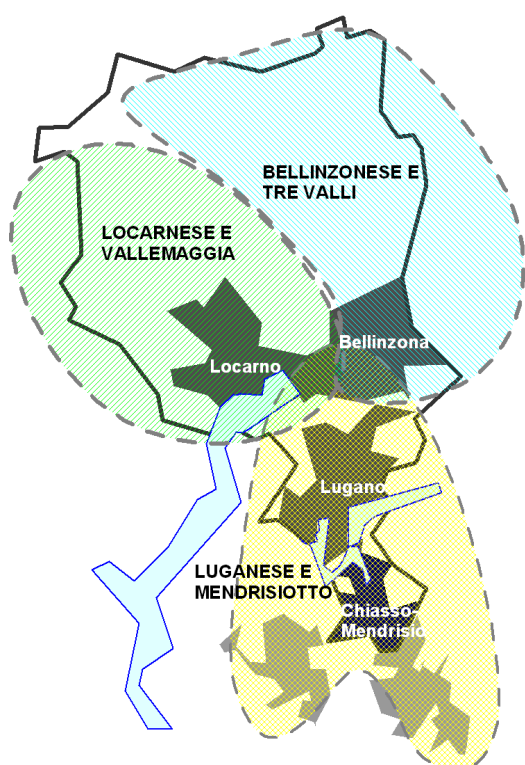 BELLINZONESE E
TRE VALLI
LOCARNESE E
VALLEMAGGIA
Bellinzona
Locarno
Lugano
LUGANESE E
MENDRISIOTTO
Chiasso-
Mendrisio